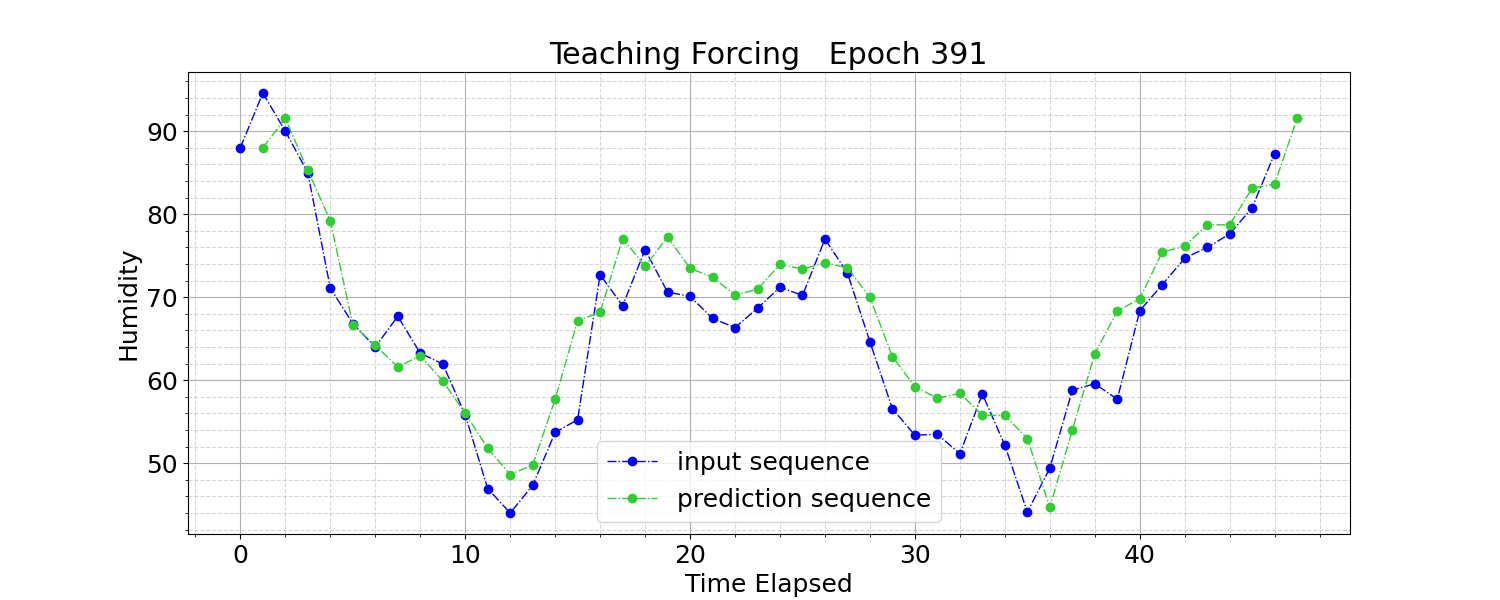 Teaching Forcing   Epoch 391
Humidity
90
80
70
60
50
input sequence
prediction sequence
0 10 20 30 40
Time Elapsed